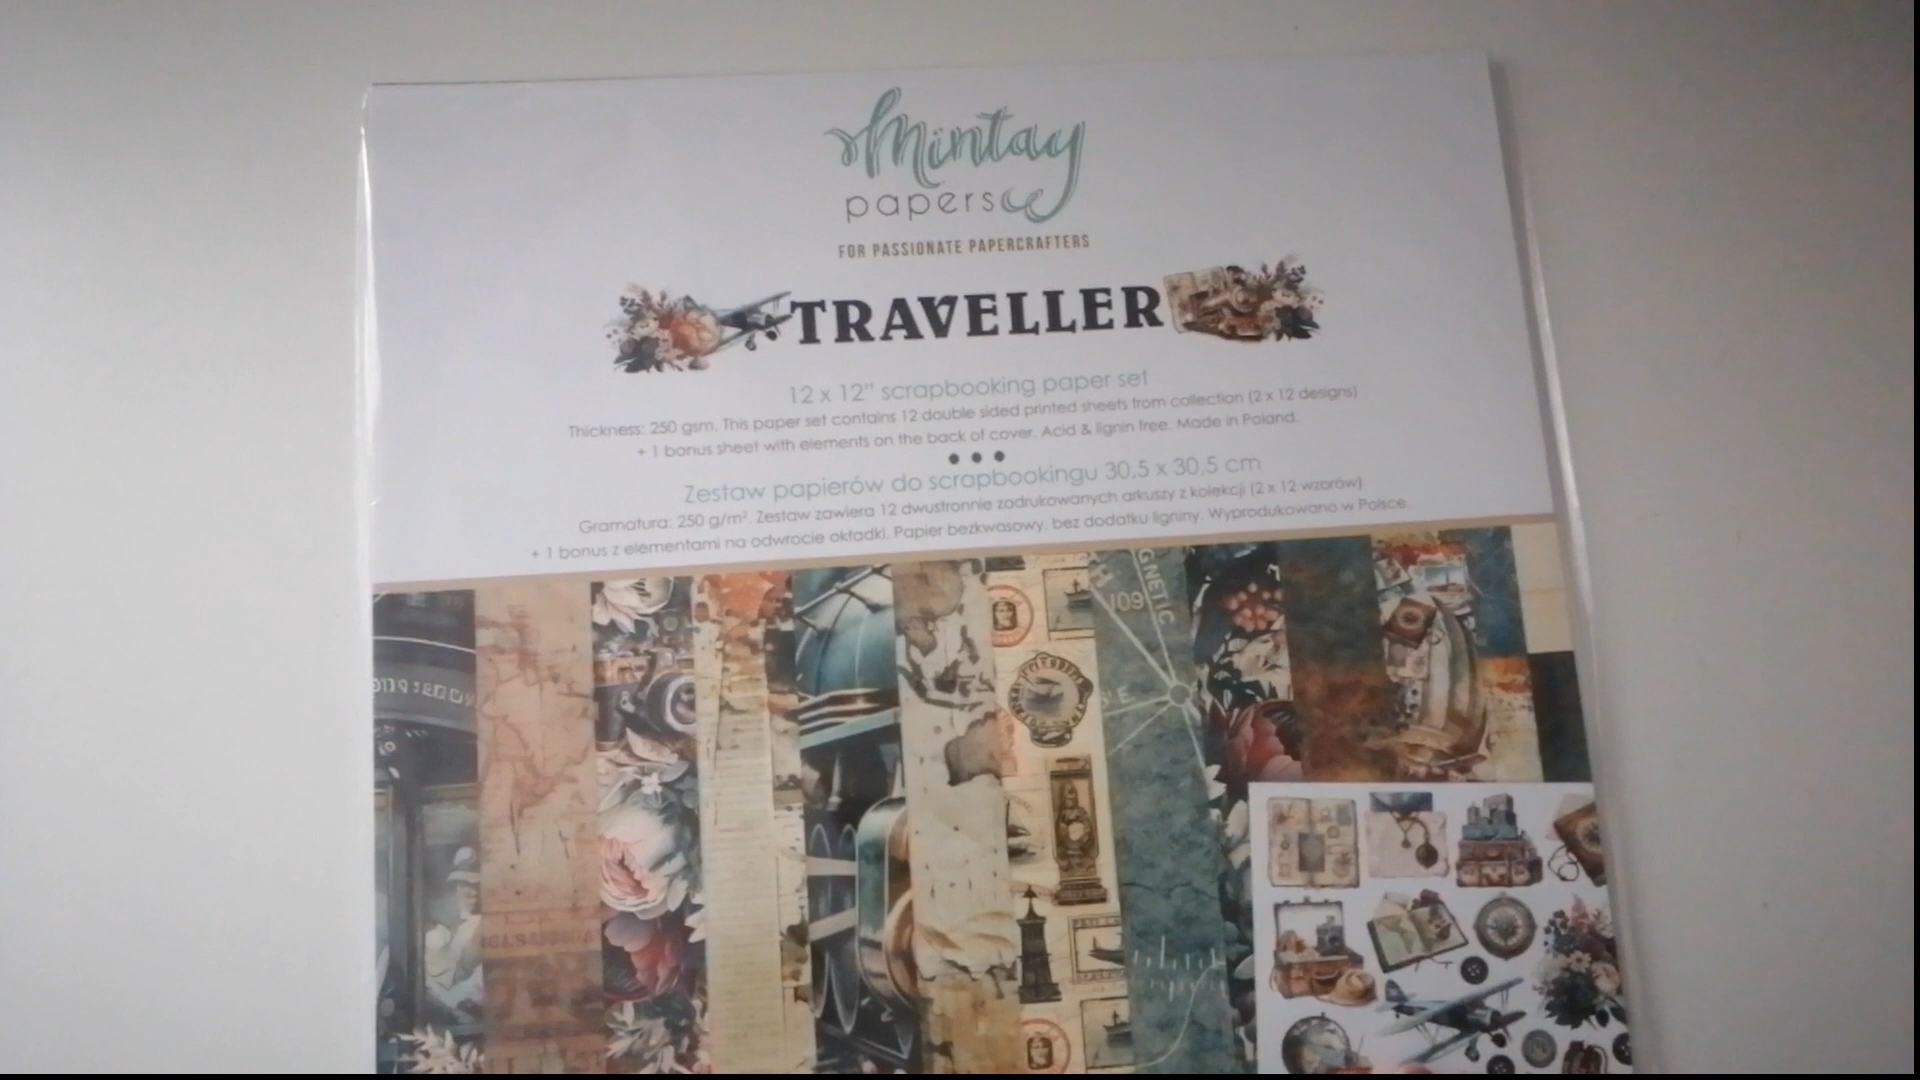 Mintay
papers
FOR PASSIONATE PAPERCRAFTERS
TRAVELLER
12 x 12" scrapbooking paper set
Thickness: 250 gsm. This paper set contains 12 double sided printed sheets from collection (2 x 12 designs)
+ 1 bonus sheet with elements on the back of cover. Acid & lignin free. Made in Poland.
Zestaw papierów do scrapbookingu 30,5 x 30,5 cm
Gramatura: 250 g/m². Zestaw zawiera 12 dwustronnie zadrukowanych arkuszy z kolekcji (2 x 12 wzorów)
+ 1 bonus z elementami na odwrocie okładki. Papier bezkwasowy, bez dodatku ligniny. Wyprodukowano w Polsce.
GNETIC
109